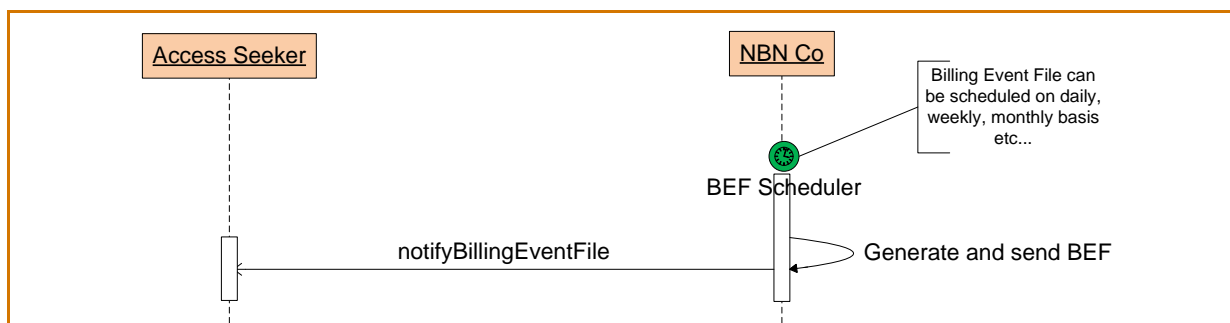 Access Seeker
NBN Co
Billing Event File can
be scheduled on daily,
weekly, monthly basis
etc...
BEF Scheduler
notifyBillingEventFile
Generate and send BEF